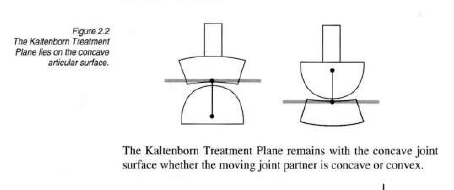 Figure 2.2
The Kaltenborn Treatment
Plane lies on the concave
articular surface.
The Kaltenborn Treatment Plane remains with the concave joint
surface whether the moving joint partner is concave or convex.